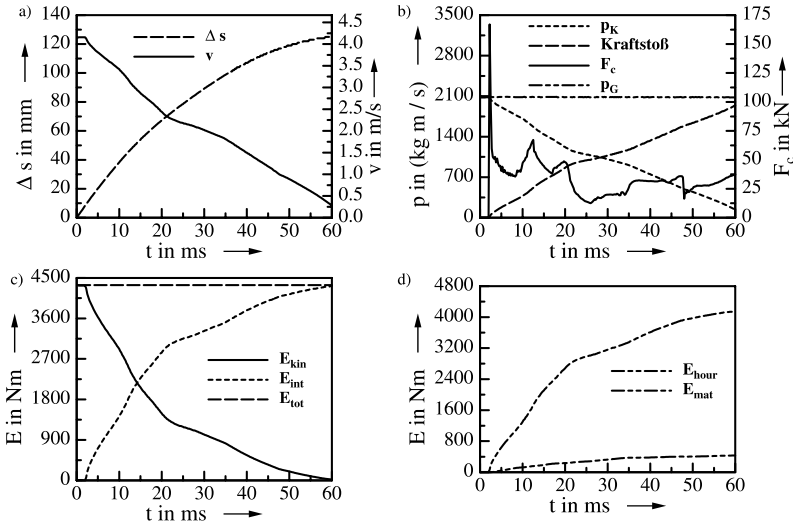 a)
Δ s in mm
140
120
100
80
60
40
20
0
Δ s
v
4.5
4.0
3.5
3.0
2.5
2.0
1.5
1.0
0.5
0.0
v in m/s
0 10 20 30 40 50 60
t in ms
b)
p in (kg m / s)
3500
2800
2100
1400
700
0
p_K
Kraftstoß
F_c
p_G
175
150
125
100
75
50
25
0
F_c in kN
0 10 20 30 40 50 60
t in ms
c)
E in Nm
4500
3600
2700
1800
900
0
E_kin
E_int
E_tot
0 10 20 30 40 50 60
t in ms
d)
E in Nm
4800
4000
3200
2400
1600
800
0
E_hour
E_mat
0 10 20 30 40 50 60
t in ms